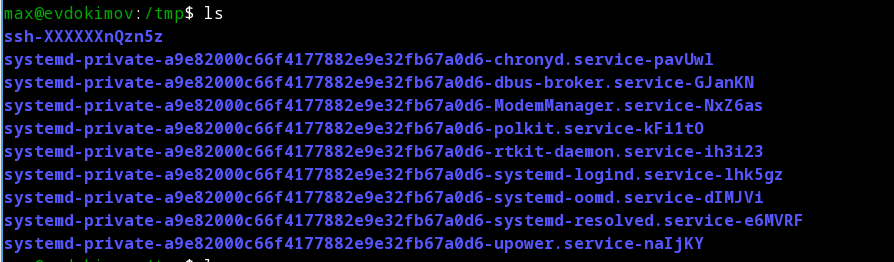 max@evdokimov:/tmp$ ls
ssh-XXXXXXnQzn5z
systemd-private-a9e82000c66f4177882e9e32fb67a0d6-chronyd.service-pavUwl
systemd-private-a9e82000c66f4177882e9e32fb67a0d6-dbus-broker.service-GJanKN
systemd-private-a9e82000c66f4177882e9e32fb67a0d6-ModemManager.service-NxZ6as
systemd-private-a9e82000c66f4177882e9e32fb67a0d6-polkit.service-kFi1tO
systemd-private-a9e82000c66f4177882e9e32fb67a0d6-rtkit-daemon.service-ih3i23
systemd-private-a9e82000c66f4177882e9e32fb67a0d6-systemd-logind.service-lhk5gz
systemd-private-a9e82000c66f4177882e9e32fb67a0d6-systemd-oomd.service-dIMJVi
systemd-private-a9e82000c66f4177882e9e32fb67a0d6-systemd-resolved.service-e6MVRF
systemd-private-a9e82000c66f4177882e9e32fb67a0d6-upower.service-naIjKY